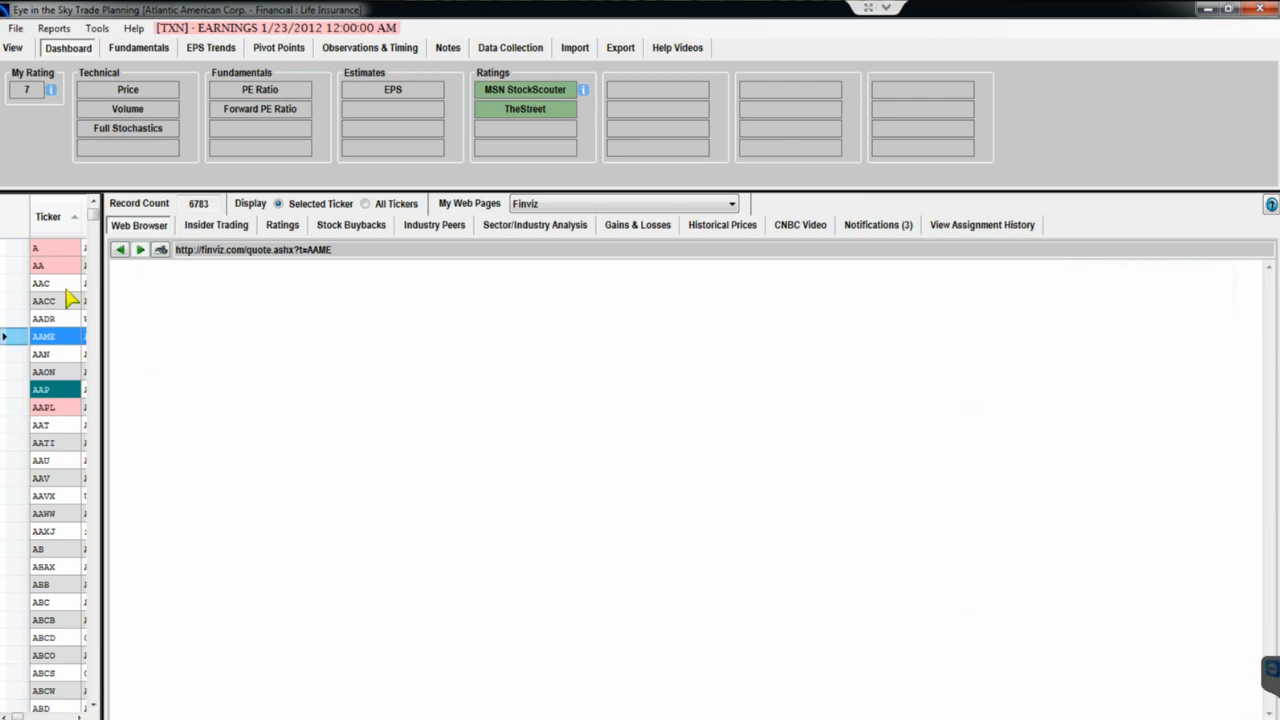 Eye in the Sky Trade Planning [Atlantic American Corp. - Financial : Life Insurance]
File Reports Tools Help [TXN] - EARNINGS 1/23/2012 12:00:00 AM
View Dashboard Fundamentals EPS Trends Pivot Points Observations & Timing Notes Data Collection Import Export Help Videos
My Rating Technical Fundamentals Estimates Ratings
7 Price PE Ratio EPS MSN StockScouter
Volume Forward PE Ratio TheStreet
Full Stochastics
Ticker Record Count 6783 Display Selected Ticker All Tickers My Web Pages Finviz
Web Browser Insider Trading Ratings Stock Buybacks Industry Peers Sector/Industry Analysis Gains & Losses Historical Prices CNBC Video Notifications (3) View Assignment History
http://finviz.com/quote.ashx?t=AAME
A
AA
AAC
AACC
AADR
AAME
AAN
AAON
AAP
AAPL
AAT
AATI
AAU
AAV
AAVX
AAWW
AAXJ
AB
ABAX
ABB
ABC
ABCB
ABCD
ABCO
ABCS
ABCW
ABD